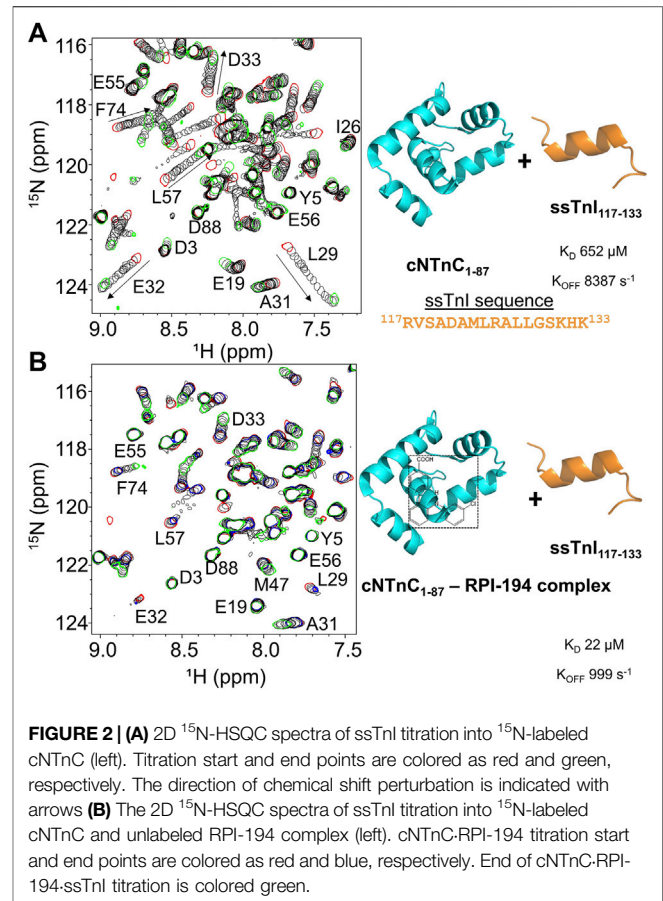 A
116
118
120
122
124
¹⁵N (ppm)
9.0
8.5
8.0
7.5
¹H (ppm)
E55
F74
D33
I26
L57
Y5
D88
E56
D3
L29
E32
E19
A31
cNTnC₁₋₈₇
+
ssTnI₁₁₇₋₁₃₃
K_D 652 µM
K_OFF 8387 s⁻¹
ssTnI sequence
¹¹⁷RVSADAMLRALLGSKHK¹³³
B
116
118
120
122
124
¹⁵N (ppm)
9.0
8.5
8.0
7.5
¹H (ppm)
D33
E55
F74
L57
Y5
D88
E56
D3
M47
L29
E32
E19
A31
COOH
+
ssTnI₁₁₇₋₁₃₃
cNTnC₁₋₈₇ – RPI-194 complex
K_D 22 µM
K_OFF 999 s⁻¹
FIGURE 2 | (A) 2D ¹⁵N-HSQC spectra of ssTnI titration into ¹⁵N-labeled
cNTnC (left). Titration start and end points are colored as red and green,
respectively. The direction of chemical shift perturbation is indicated with
arrows (B) The 2D ¹⁵N-HSQC spectra of ssTnI titration into ¹⁵N-labeled
cNTnC and unlabeled RPI-194 complex (left). cNTnC·RPI-194 titration start
and end points are colored as red and blue, respectively. End of cNTnC·RPI-
194·ssTnI titration is colored green.